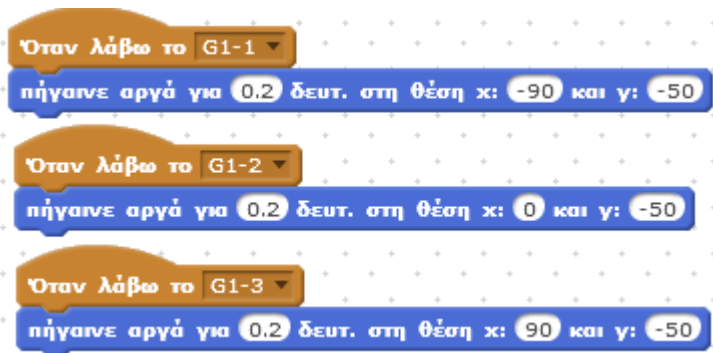 Όταν λάβω το G1-1
πήγαινε αργά για 0.2 δευτ. στη θέση x: -90 και y: -50
Όταν λάβω το G1-2
πήγαινε αργά για 0.2 δευτ. στη θέση x: 0 και y: -50
Όταν λάβω το G1-3
πήγαινε αργά για 0.2 δευτ. στη θέση x: 90 και y: -50